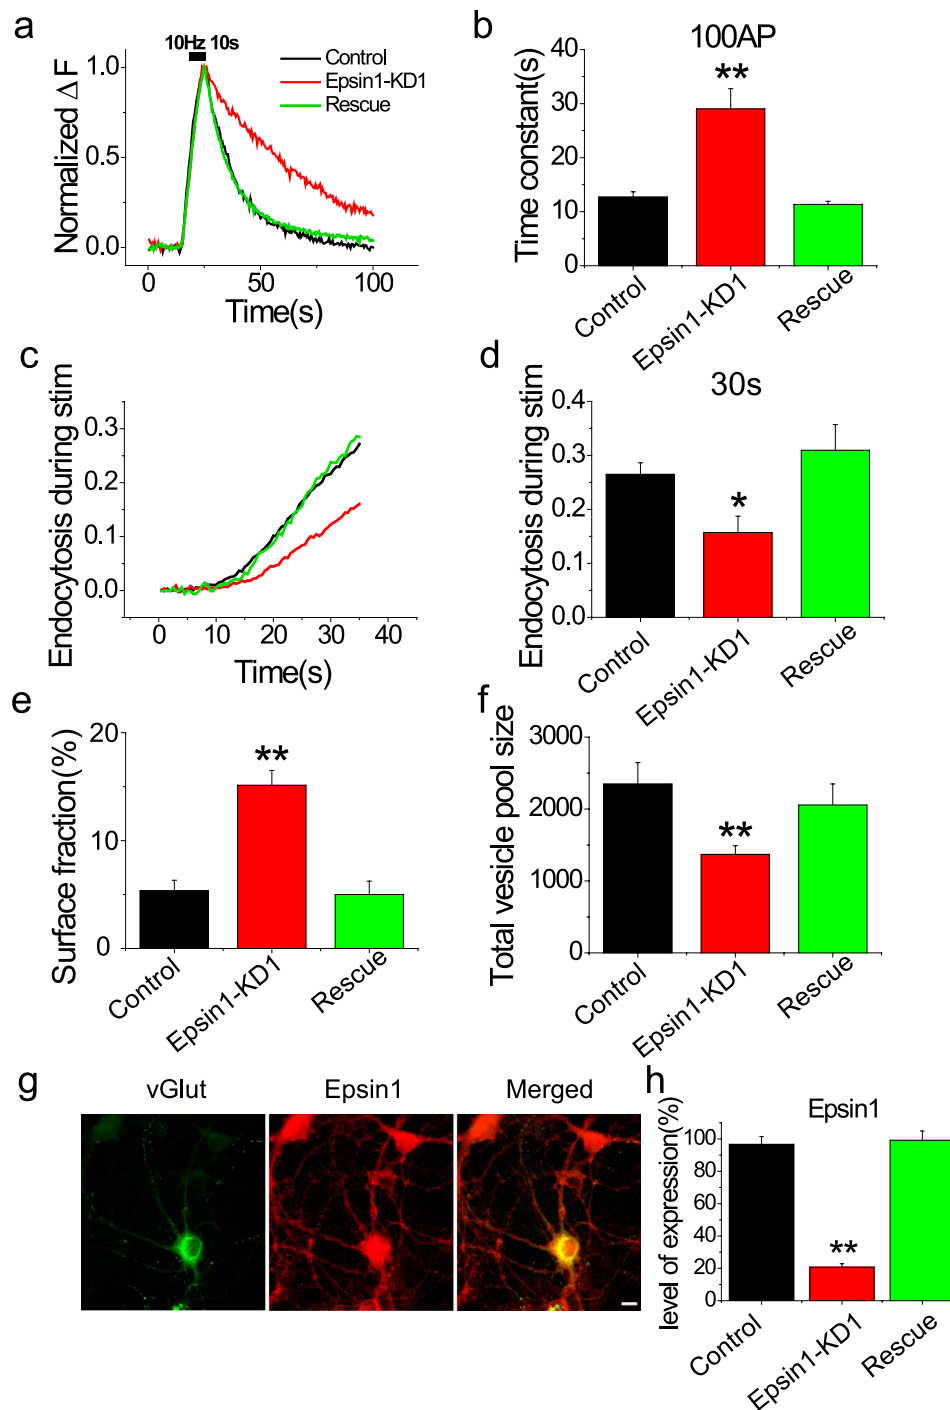 a
10Hz 10s
Control
Epsin1-KD1
Rescue
Normalized Δ F
1.0
0.5
0.0
0 50 100
Time(s)
b
100AP
**
Time constant(s)
40
30
20
10
0
Control
Epsin1-KD1
Rescue
c
Endocytosis during stim
0.3
0.2
0.1
0.0
0 10 20 30 40
Time(s)
d
30s
*
Endocytosis during stim
0.4
0.3
0.2
0.1
0.0
Control
Epsin1-KD1
Rescue
e
**
Surface fraction(%)
20
10
0
Control
Epsin1-KD1
Rescue
f
**
Total vesicle pool size
3000
2000
1000
0
Control
Epsin1-KD1
Rescue
g
vGlut Epsin1 Merged
h
Epsin1
**
level of expression(%)
100
80
60
40
20
0
Control
Epsin1-KD1
Rescue